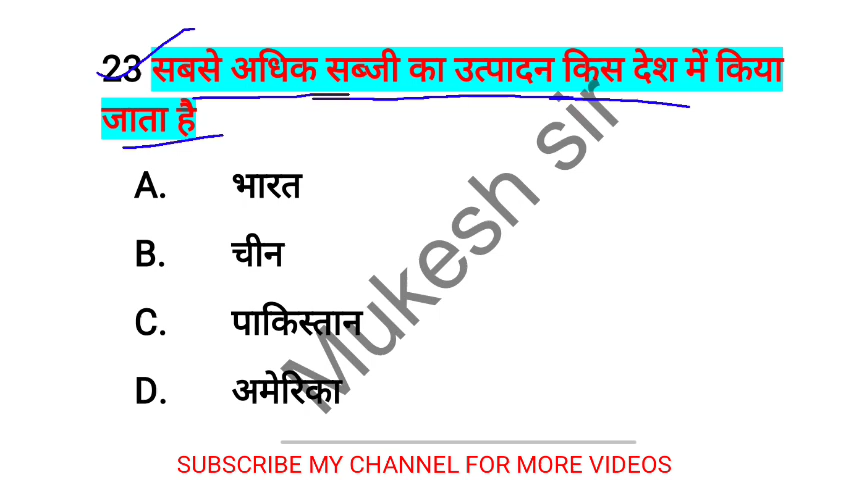 23 सबसे अधिक सब्जी का उत्पादन किस देश में किया
जाता है
A. भारत
B. चीन
C. पाकिस्तान
D. अमेरिका
Mukesh sir
SUBSCRIBE MY CHANNEL FOR MORE VIDEOS